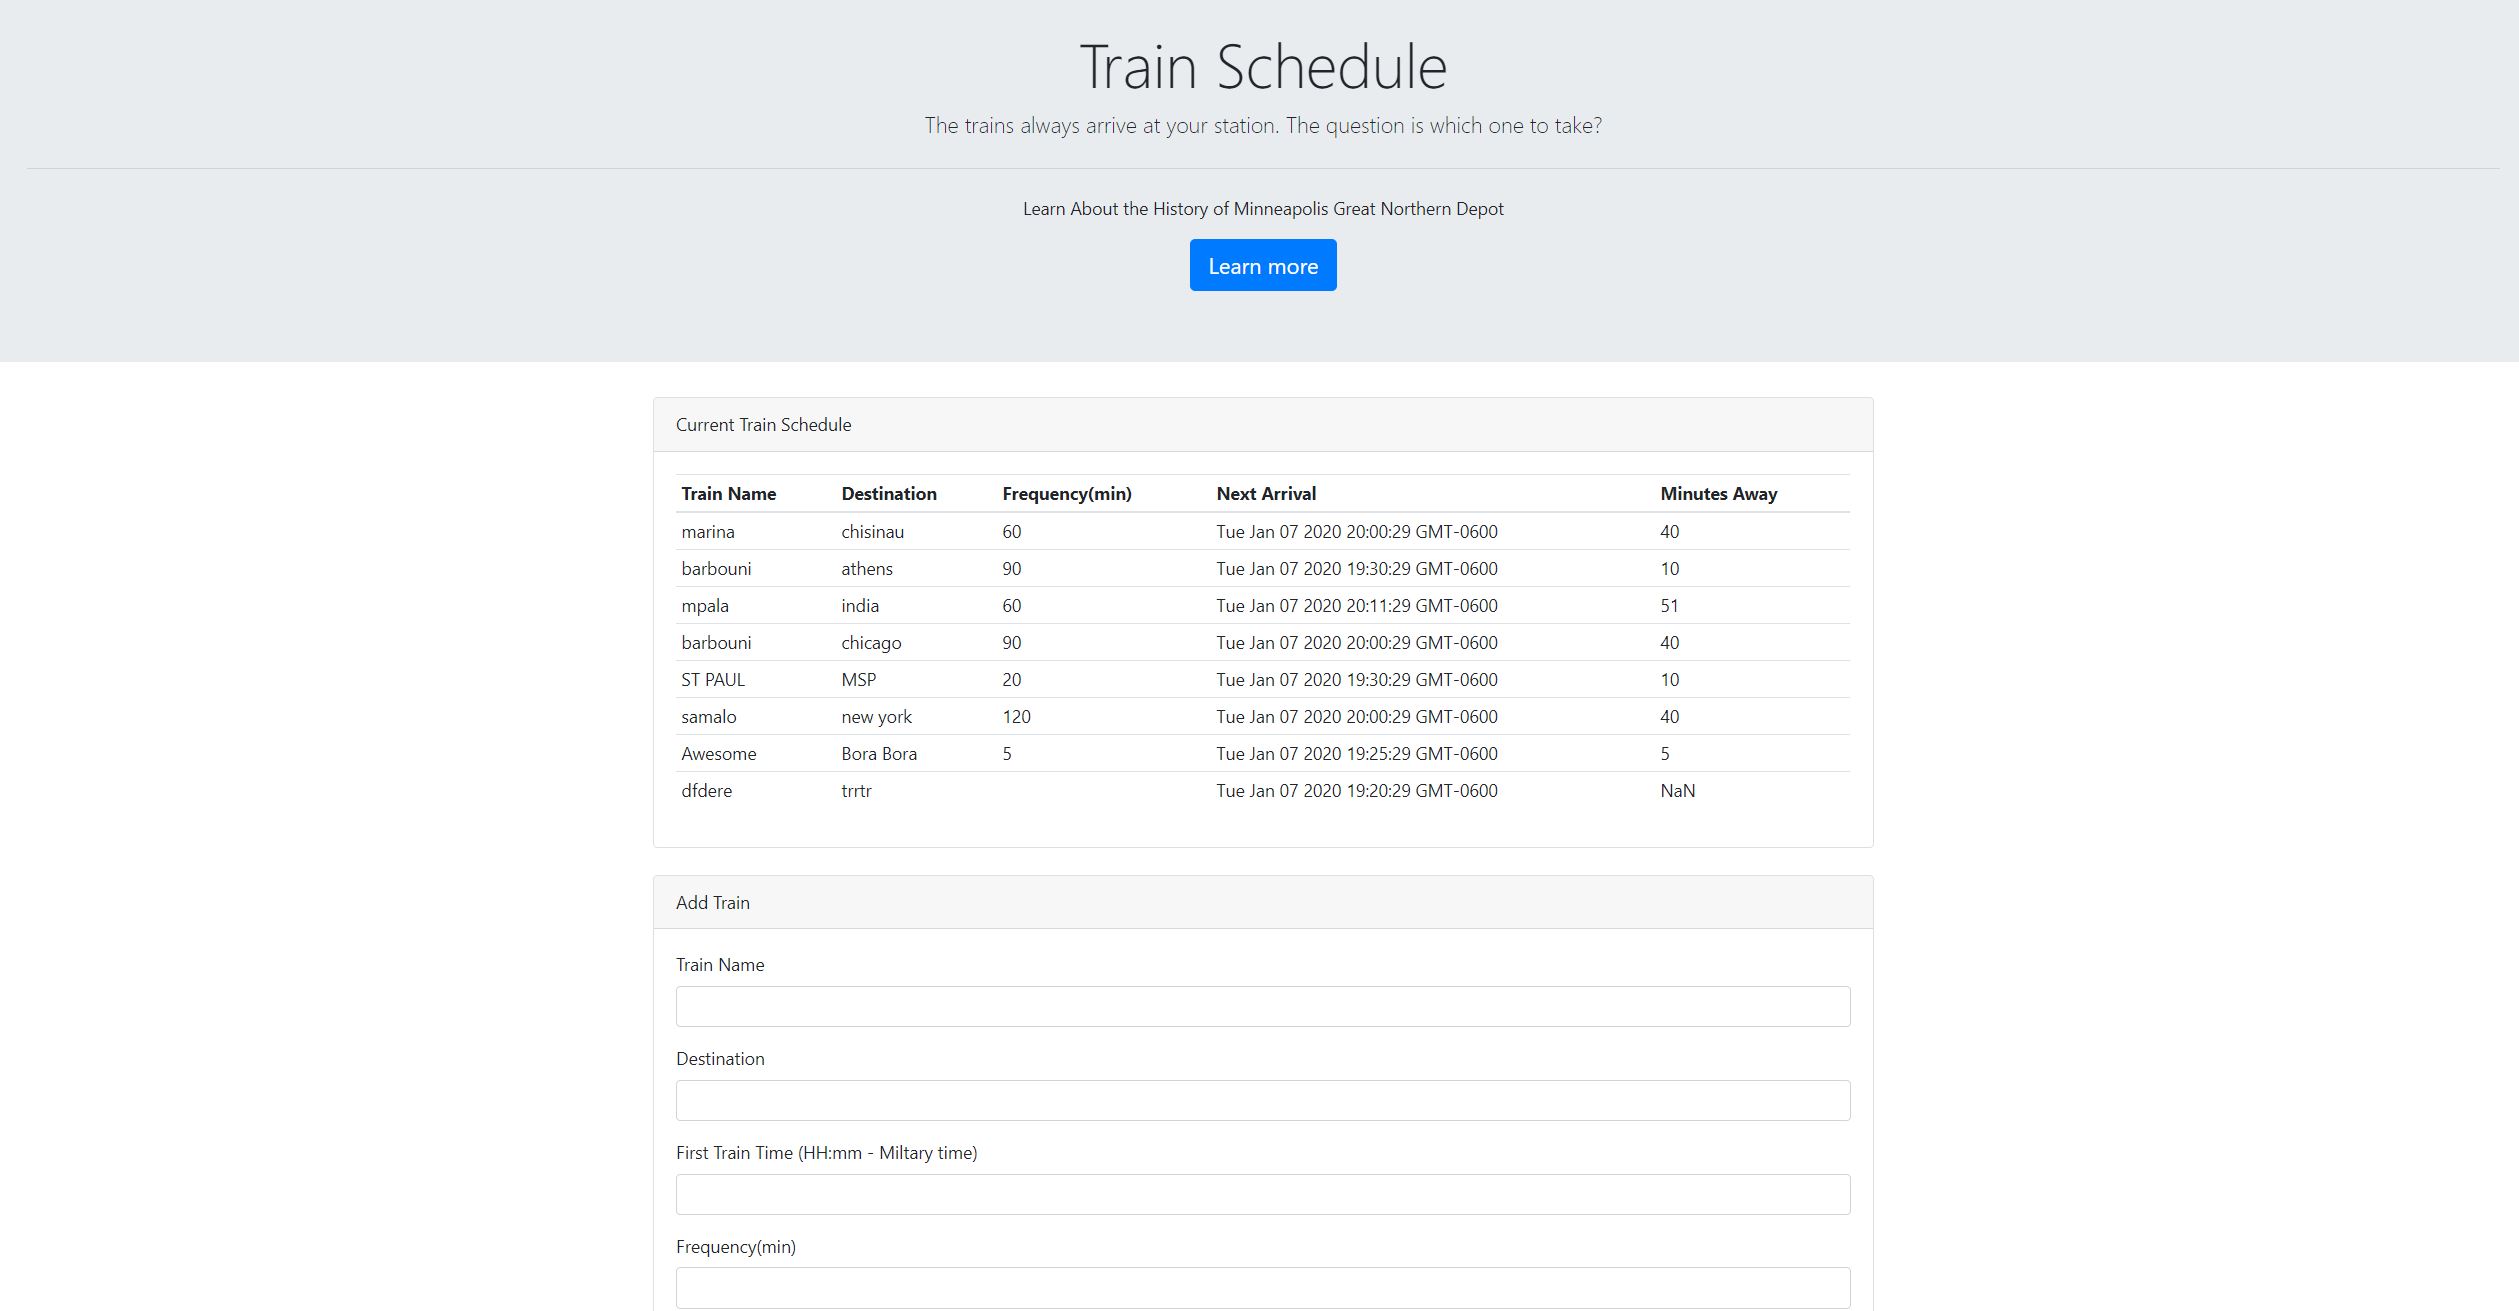 Train Schedule
The trains always arrive at your station. The question is which one to take?
Learn About the History of Minneapolis Great Northern Depot
Learn more
Current Train Schedule
Train Name Destination Frequency(min) Next Arrival Minutes Away
marina chisinau 60 Tue Jan 07 2020 20:00:29 GMT-0600 40
barbouni athens 90 Tue Jan 07 2020 19:30:29 GMT-0600 10
mpala india 60 Tue Jan 07 2020 20:11:29 GMT-0600 51
barbouni chicago 90 Tue Jan 07 2020 20:00:29 GMT-0600 40
ST PAUL MSP 20 Tue Jan 07 2020 19:30:29 GMT-0600 10
samalo new york 120 Tue Jan 07 2020 20:00:29 GMT-0600 40
Awesome Bora Bora 5 Tue Jan 07 2020 19:25:29 GMT-0600 5
dfdere trrtr Tue Jan 07 2020 19:20:29 GMT-0600 NaN
Add Train
Train Name
Destination
First Train Time (HH:mm - Miltary time)
Frequency(min)